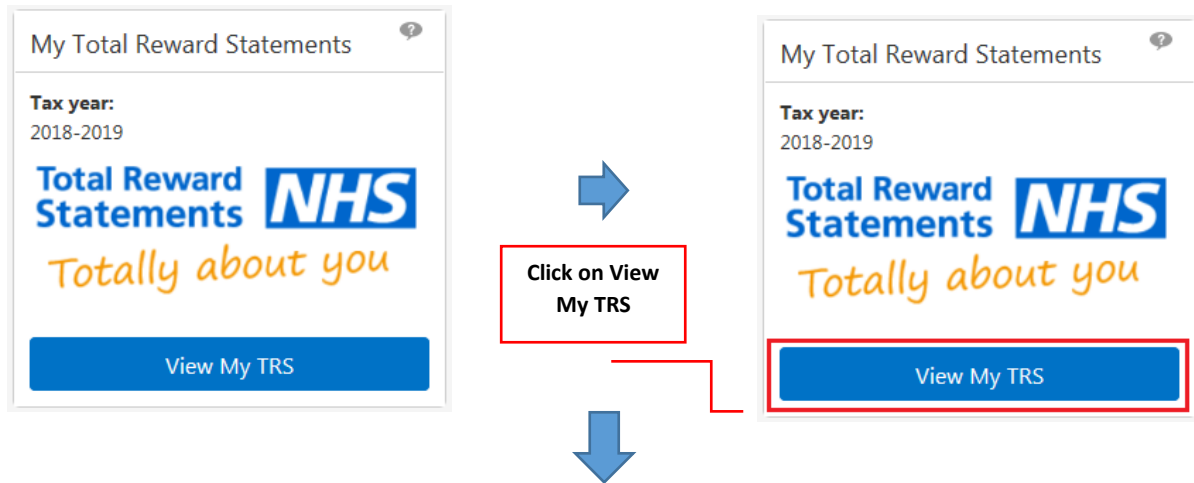 My Total Reward Statements
?
Tax year:
2018-2019
Total Reward
Statements
NHS
Totally about you
View My TRS
Click on View
My TRS
My Total Reward Statements
?
Tax year:
2018-2019
Total Reward
Statements
NHS
Totally about you
View My TRS